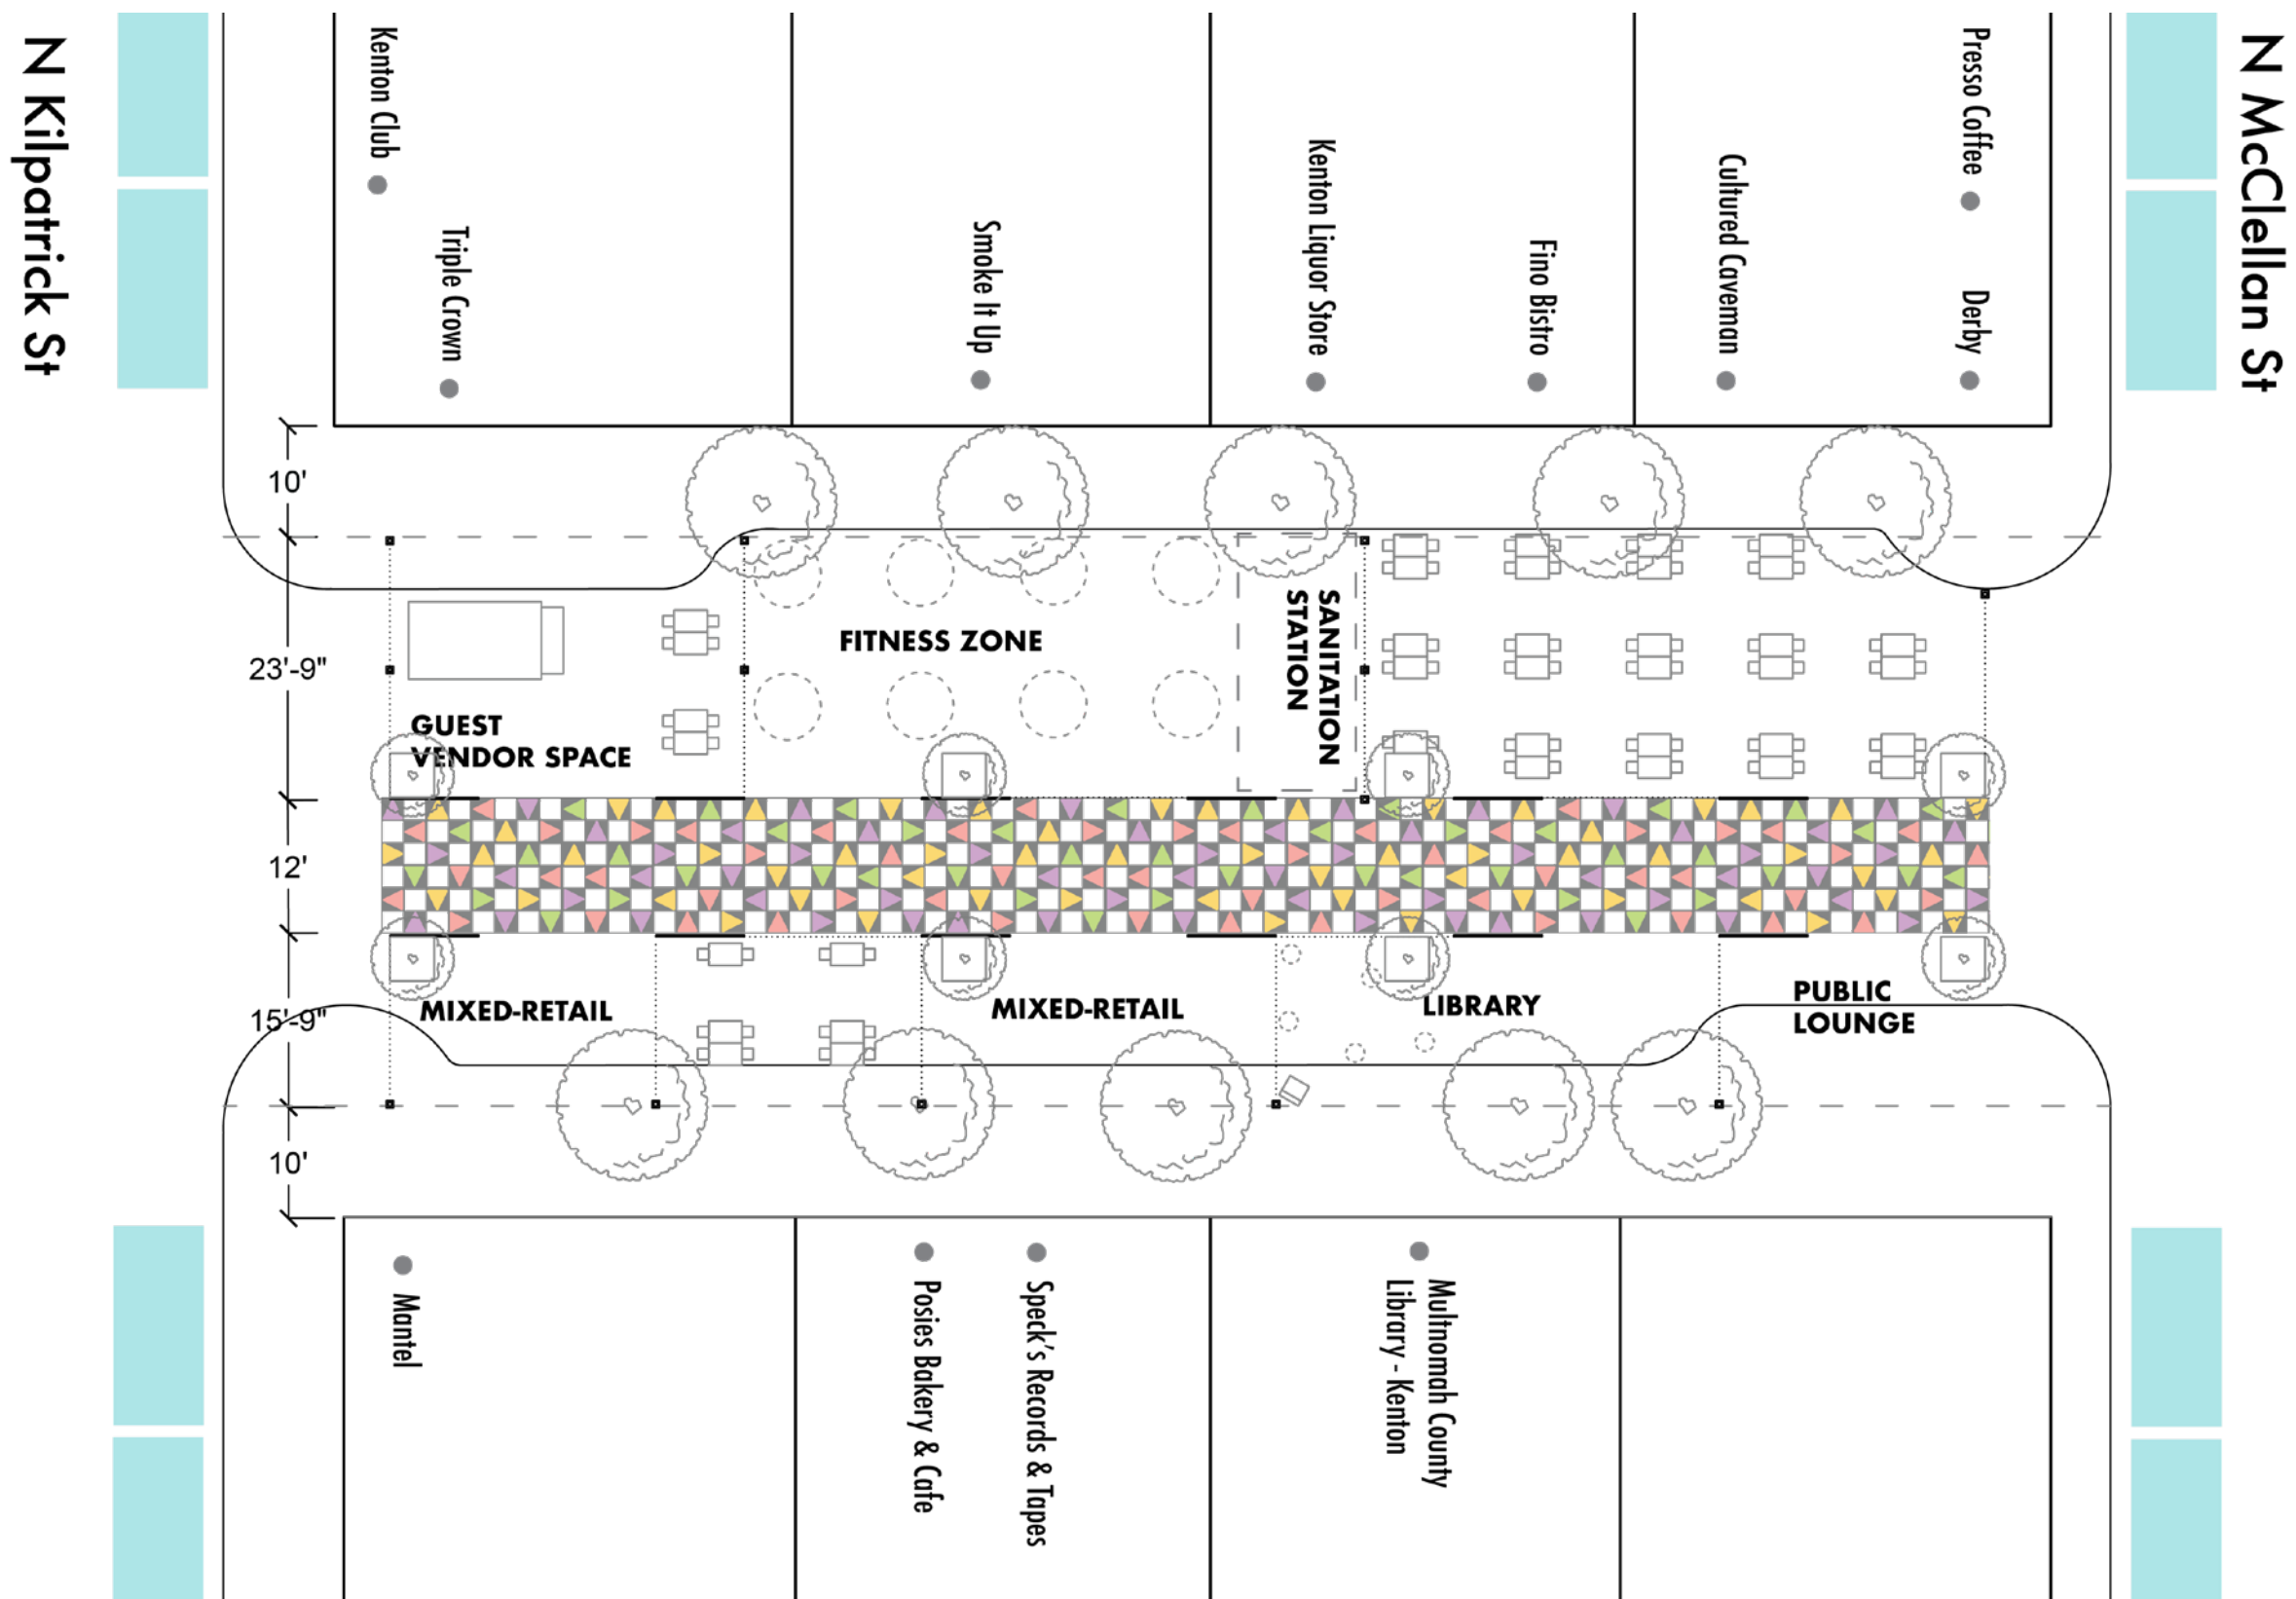 N Kilpatrick St
Kenton Club
Triple Crown
Smoke It Up
Kenton Liquor Store
Fino Bistro
Cultured Caveman
Presso Coffee
Derby
N McClellan St
10'
23'-9"
12'
15'-9"
10'
FITNESS ZONE
SANITATION
STATION
GUEST
VENDOR SPACE
MIXED-RETAIL
MIXED-RETAIL
LIBRARY
PUBLIC
LOUNGE
Mantel
Posies Bakery & Cafe
Speck's Records & Tapes
Multnomah County
Library - Kenton